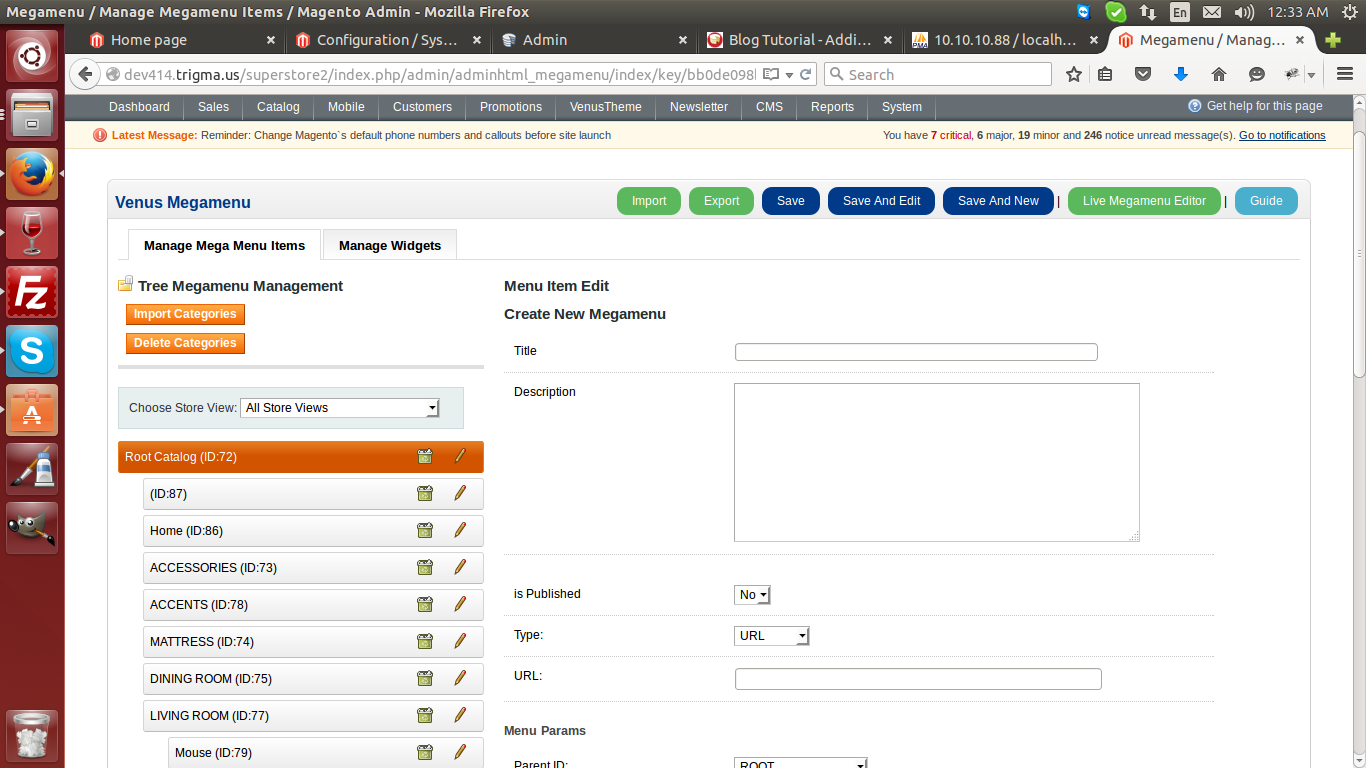 Megamenu / Manage Megamenu Items / Magento Admin - Mozilla Firefox
En
12:33 AM
Home page
Configuration / Sys...
Admin
Blog Tutorial - Addi...
PMA
10.10.10.88 / localh...
Megamenu / Manag...
dev414.trigma.us/superstore2/index.php/admin/adminhtml_megamenu/index/key/bb0de098
Search
Dashboard
Sales
Catalog
Mobile
Customers
Promotions
VenusTheme
Newsletter
CMS
Reports
System
Get help for this page
Latest Message: Reminder: Change Magento`s default phone numbers and callouts before site launch
You have 7 critical, 6 major, 19 minor and 246 notice unread message(s). Go to notifications
Venus Megamenu
Import
Export
Save
Save And Edit
Save And New |
Live Megamenu Editor |
Guide
Manage Mega Menu Items
Manage Widgets
Tree Megamenu Management
Import Categories
Delete Categories
Choose Store View: All Store Views
Root Catalog (ID:72)
(ID:87)
Home (ID:86)
ACCESSORIES (ID:73)
ACCENTS (ID:78)
MATTRESS (ID:74)
DINING ROOM (ID:75)
LIVING ROOM (ID:77)
Mouse (ID:79)
Menu Item Edit
Create New Megamenu
Title
Description
is Published
No
Type:
URL
URL:
Menu Params
Parent ID:
ROOT